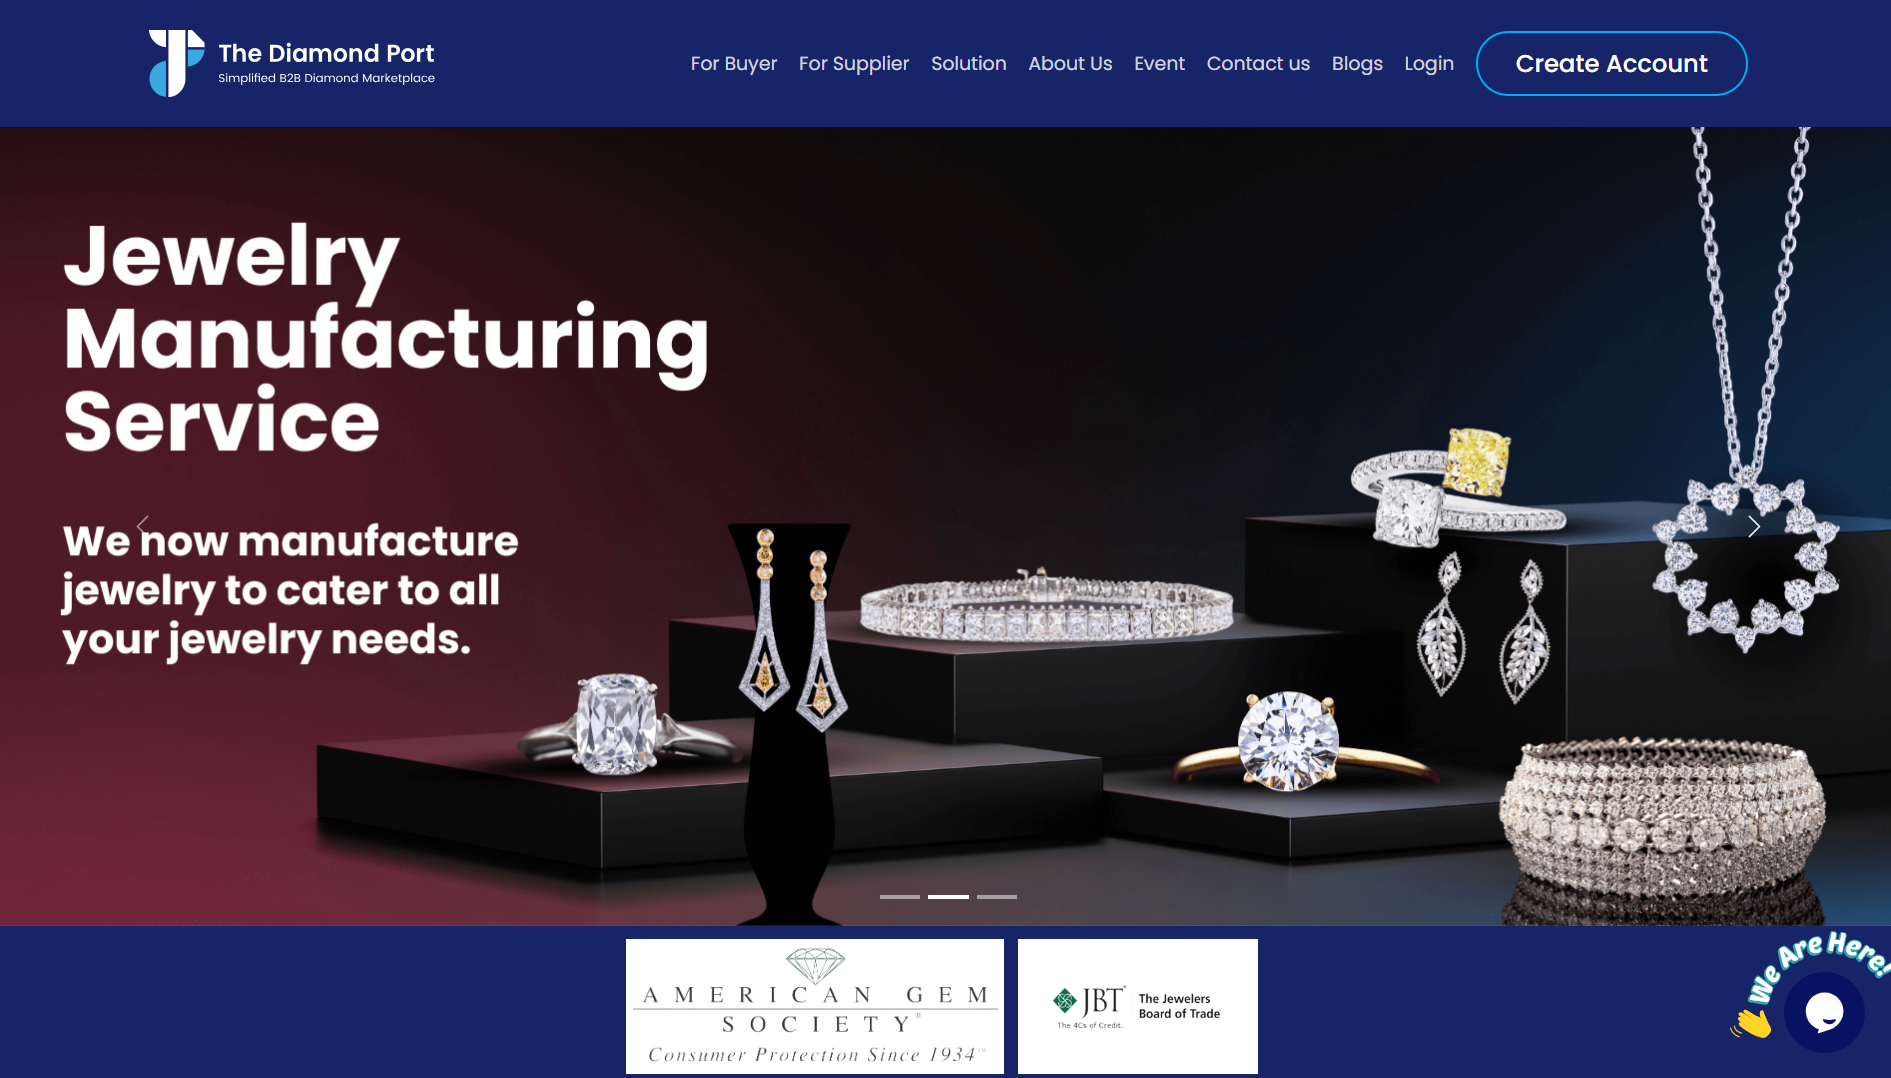 The Diamond Port
Simplified B2B Diamond Marketplace
For Buyer
For Supplier
Solution
About Us
Event
Contact us
Blogs
Login
Create Account
Jewelry
Manufacturing
Service
We now manufacture
jewelry to cater to all
your jewelry needs.
AMERICAN GEM
SOCIETY®
Consumer Protection Since 1934™
JBT®
The 4Cs of Credit.
The Jewelers
Board of Trade
We Are Here!